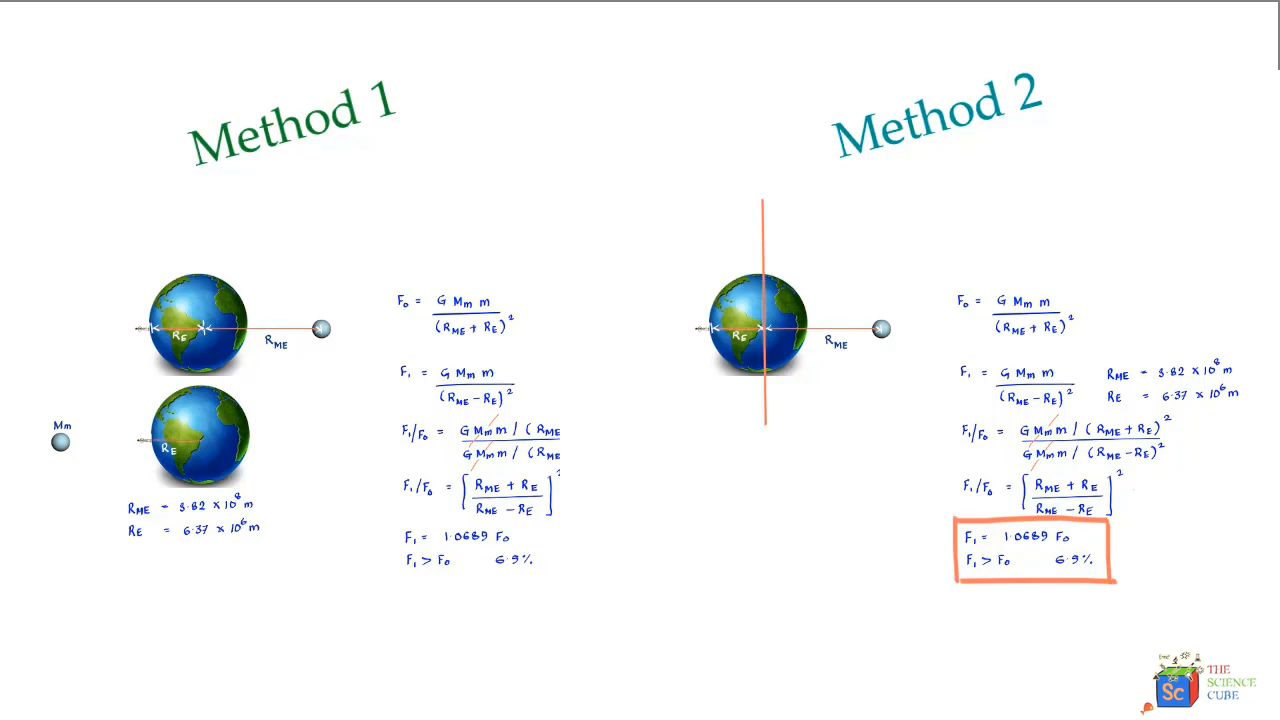 Method 1
Method 2
RE
RME
Mm
RE
RME = 3.82 × 10^8 m
RE = 6.37 × 10^6 m
F0 = G Mm m / (RME + RE)^2
F1 = G Mm m / (RME - RE)^2
F1/F0 = G Mm m / ( RME
G Mm m / ( RME
F1/F0 = [ RME + RE / RME - RE ]^2
F1 = 1.0689 F0
F1 > F0 6.9%
RE
RME
F0 = G Mm m / (RME + RE)^2
F1 = G Mm m / (RME - RE)^2
RME = 3.82 × 10^8 m
RE = 6.37 × 10^6 m
F1/F0 = G Mm m / ( RME + RE )^2
G Mm m / ( RME - RE )^2
F1/F0 = [ RME + RE / RME - RE ]^2
F1 = 1.0689 F0
F1 > F0 6.9%
Sc
THE
SCIENCE
CUBE